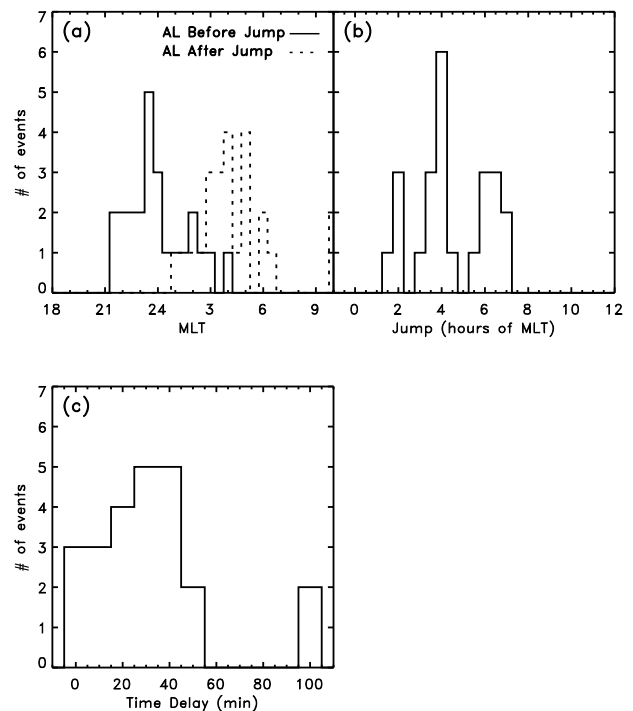 7
6
5
4
3
2
1
0
# of events
(a)
AL Before Jump
AL After Jump
(b)
18 21 24 3 6 9
MLT
0 2 4 6 8 10 12
Jump (hours of MLT)
7
6
5
4
3
2
1
0
# of events
(c)
0 20 40 60 80 100
Time Delay (min)